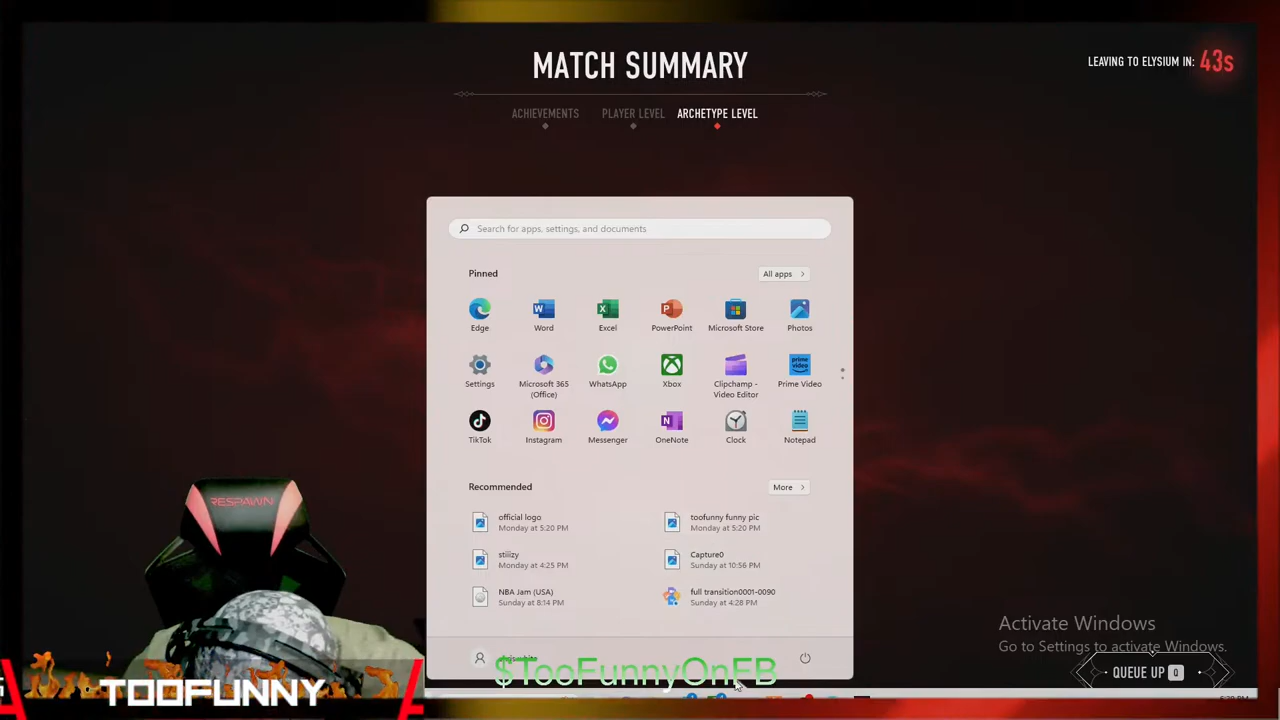 MATCH SUMMARY
LEAVING TO ELYSIUM IN: 43s
ACHIEVEMENTS
PLAYER LEVEL
ARCHETYPE LEVEL
Search for apps, settings, and documents
Pinned
All apps
Edge
Word
Excel
PowerPoint
Microsoft Store
Photos
Settings
Microsoft 365
(Office)
WhatsApp
Xbox
Clipchamp -
Video Editor
prime
video
Prime Video
TikTok
Instagram
Messenger
OneNote
Clock
Notepad
Recommended
More
official logo
Monday at 5:20 PM
toofunny funny pic
Monday at 5:20 PM
stiiizy
Monday at 4:25 PM
Capture0
Sunday at 10:56 PM
NBA Jam (USA)
Sunday at 8:14 PM
full transition0001-0090
Sunday at 4:28 PM
RESPAWN
Activate Windows
Go to Settings to activate Windows.
QUEUE UP Q
$TooFunnyOnFB
TOOFUNNY